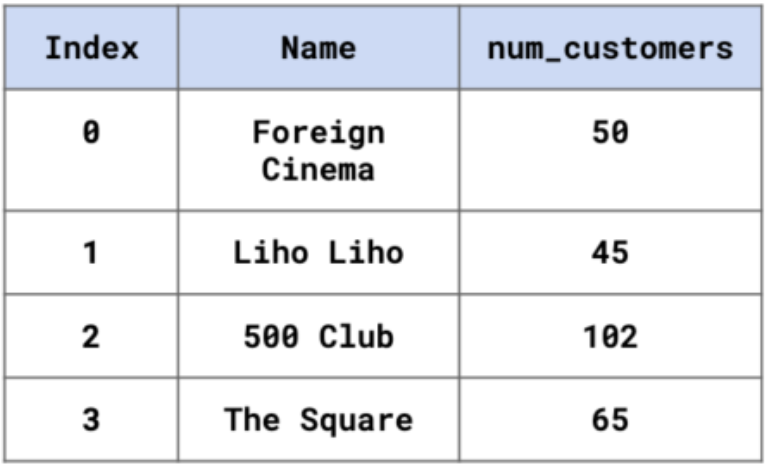 Index Name num_customers
0 Foreign 50
Cinema
1 Liho Liho 45
2 500 Club 102
3 The Square 65